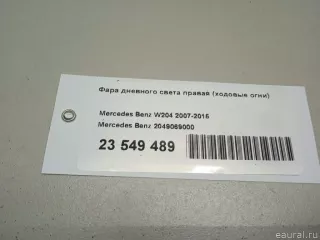 Фара дневного света правая (ходовые огни)
Mercedes Benz W204 2007-2015
Mercedes Benz 2049069000
23 549 489
eaural.ru